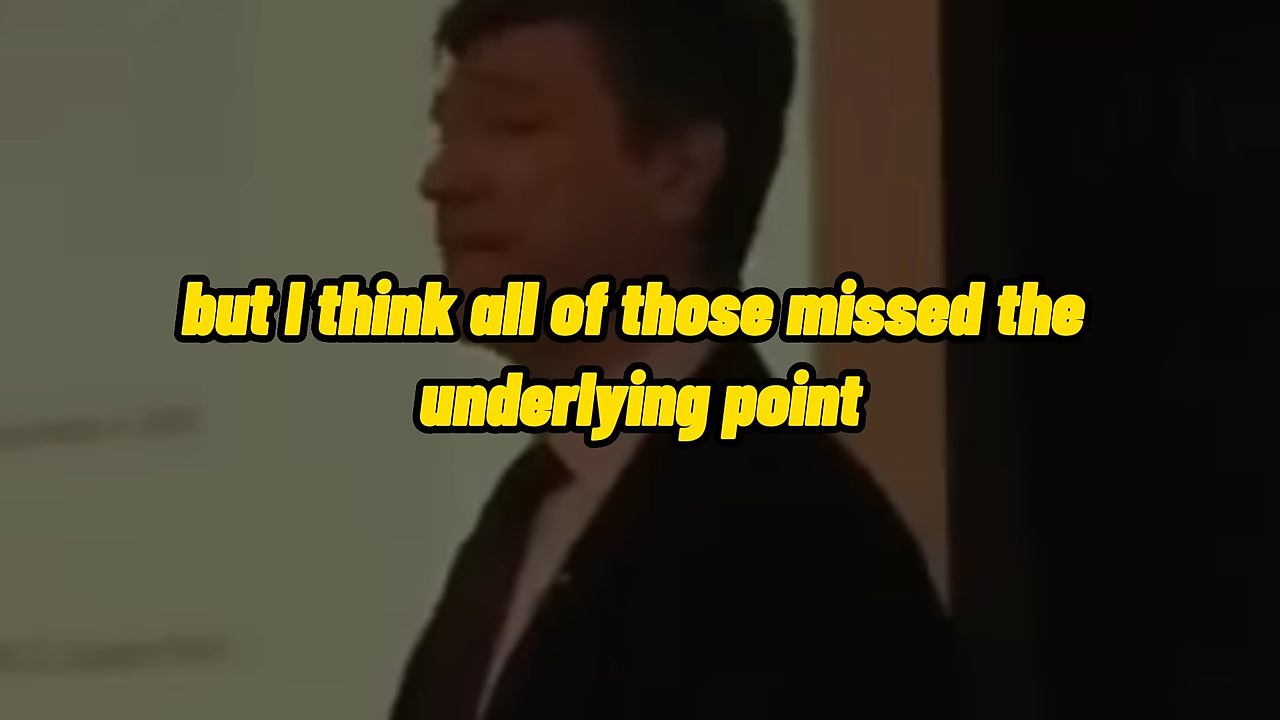 but I think all of those missed the
underlying point